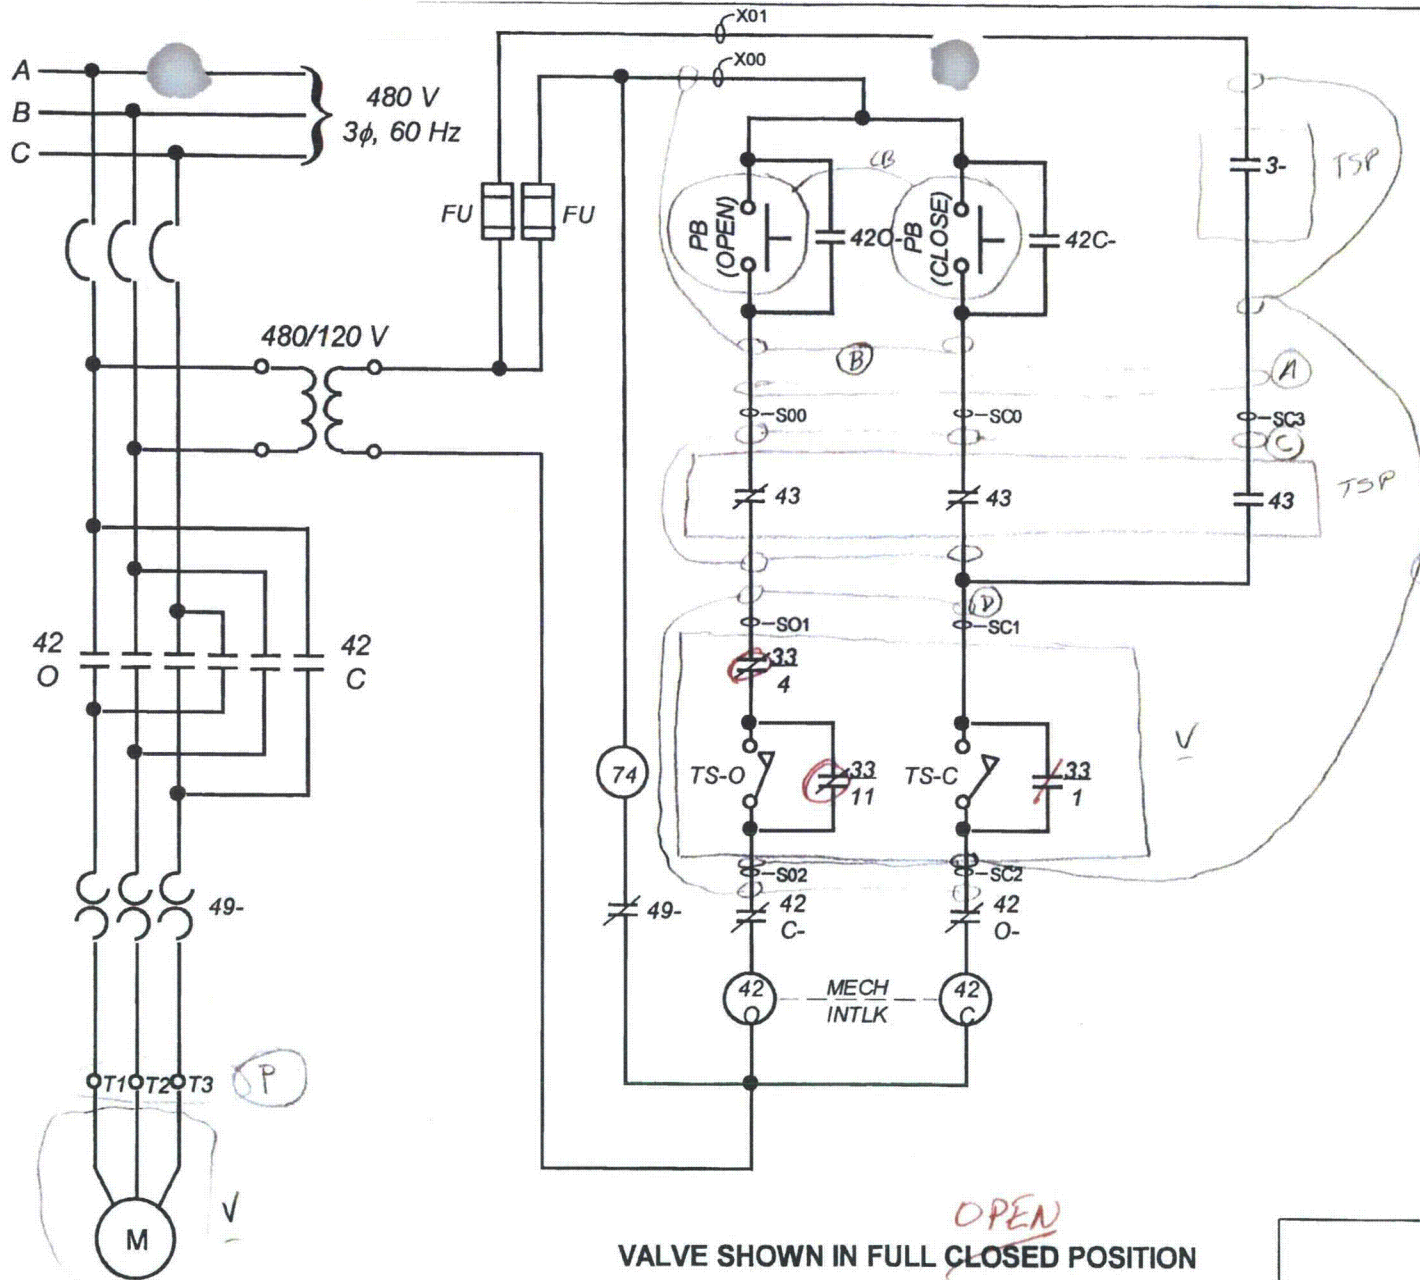 X01
X00
A
B
C
480 V
3ϕ, 60 Hz
FU
FU
PB
(OPEN)
42O-
CB
PB
(CLOSE)
42C-
3-
TSP
480/120 V
B
A
S00
SC0
SC3
C
43
43
43
TSP
D
SO1
SC1
42
O
42
C
33
4
V
74
TS-O
33
11
TS-C
33
1
S02
SC2
49-
49-
42
C-
42
O-
42
O
MECH
INTLK
42
C
T1
T2
T3
P
V
M
OPEN
VALVE SHOWN IN FULL CLOSED POSITION